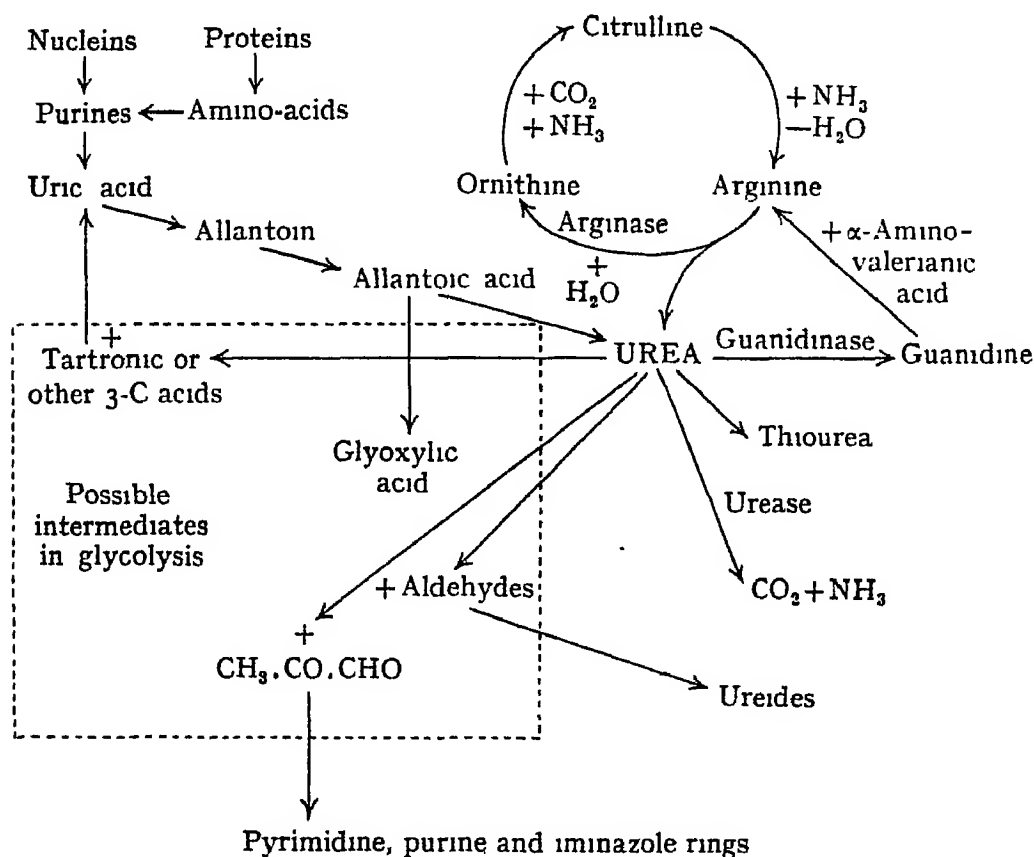 Nucleins
Proteins
Citrulline
Purines
Amino-acids
+ CO₂
+ NH₃
+ NH₃
—H₂O
Uric acid
Ornithine
Arginine
Allantoin
Arginase
+ α-Amino-
valerianic
acid
Allantoic acid
+
H₂O
+
Tartronic or
other 3-C acids
UREA
Guanidinase
Guanidine
Glyoxylic
acid
Thiourea
Possible
intermediates
in glycolysis
Urease
+ Aldehydes
CO₂+NH₃
+
CH₃.CO.CHO
Ureides
Pyrimidine, purine and iminazole rings